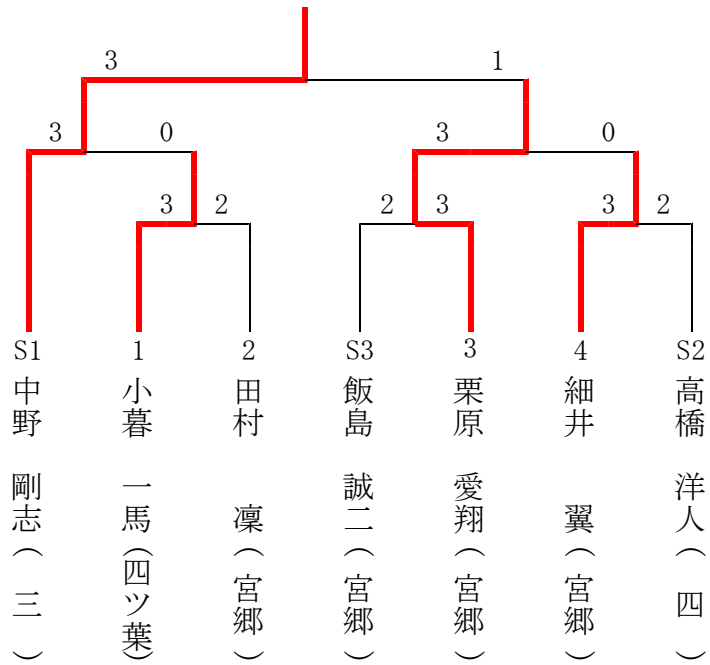 3 1
3 0 3 0
3 2 2 3 3 2
S1 1 2 S3 3 4 S2
中野 剛志(三)
小暮 一馬(四ツ葉)
田村 凜(宮郷)
飯島 誠二(宮郷)
栗原 愛翔(宮郷)
細井 翼(宮郷)
高橋 洋人(四)